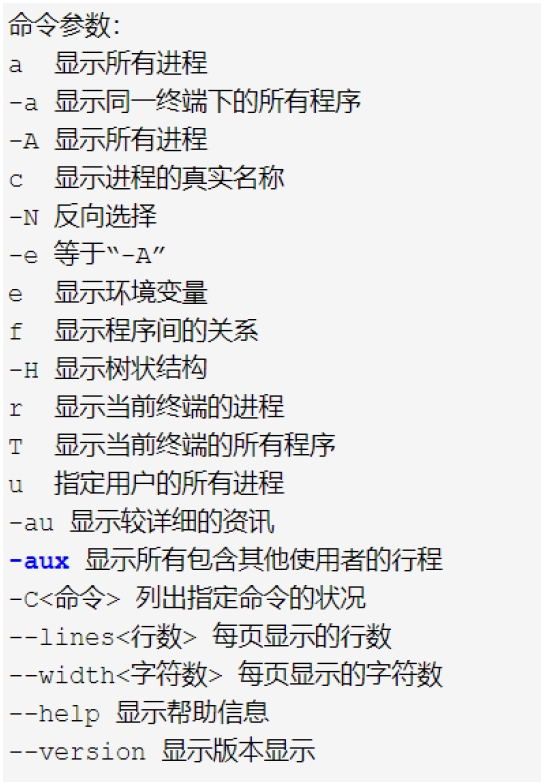 命令参数:
a  显示所有进程
-a 显示同一终端下的所有程序
-A 显示所有进程
c  显示进程的真实名称
-N 反向选择
-e 等于“-A”
e  显示环境变量
f  显示程序间的关系
-H 显示树状结构
r  显示当前终端的进程
T  显示当前终端的所有程序
u  指定用户的所有进程
-au 显示较详细的资讯
-aux 显示所有包含其他使用者的行程
-C<命令> 列出指定命令的状况
--lines<行数> 每页显示的行数
--width<字符数> 每页显示的字符数
--help 显示帮助信息
--version 显示版本显示